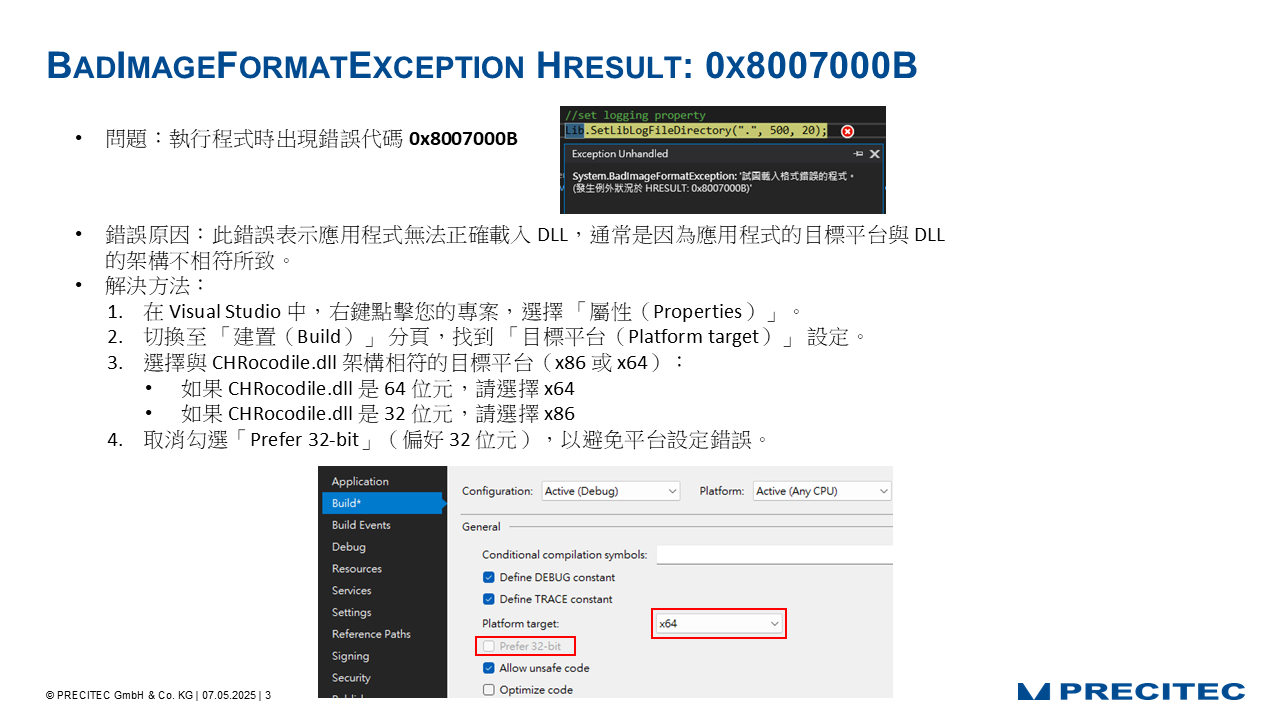 BADIMAGEFORMATEXCEPTION HRESULT: 0X8007000B
• 問題：執行程式時出現錯誤代碼 0x8007000B
//set logging property
Lib.SetLibLogFileDirectory(".", 500, 20);
Exception Unhandled
System.BadImageFormatException: '試圖載入格式錯誤的程式。
(發生例外狀況於 HRESULT: 0x8007000B)'
• 錯誤原因：此錯誤表示應用程式無法正確載入 DLL，通常是因為應用程式的目標平台與 DLL
的架構不相符所致。
• 解決方法：
1. 在 Visual Studio 中，右鍵點擊您的專案，選擇「屬性（Properties）」。
2. 切換至「建置（Build）」分頁，找到「目標平台（Platform target）」設定。
3. 選擇與 CHRocodile.dll 架構相符的目標平台（x86 或 x64）：
• 如果 CHRocodile.dll 是 64 位元，請選擇 x64
• 如果 CHRocodile.dll 是 32 位元，請選擇 x86
4. 取消勾選「Prefer 32-bit」（偏好 32 位元），以避免平台設定錯誤。
Application
Build*
Build Events
Debug
Resources
Services
Settings
Reference Paths
Signing
Security
Configuration: Active (Debug) Platform: Active (Any CPU)
General
Conditional compilation symbols:
Define DEBUG constant
Define TRACE constant
Platform target: x64
Prefer 32-bit
Allow unsafe code
Optimize code
© PRECITEC GmbH & Co. KG | 07.05.2025 | 3
PRECITEC